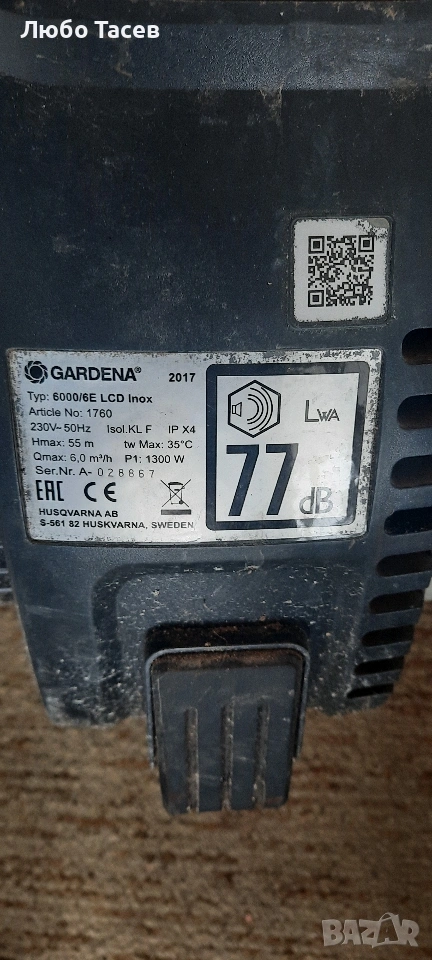 Любо Тасев
GARDENA® 2017
Typ: 6000/6E LCD Inox
Article No: 1760
230V~ 50Hz Isol.KL F IP X4
Hmax: 55 m tw Max: 35°C
Qmax: 6,0 m³/h P1: 1300 W
Ser.Nr. A- 028867
EAC CE
HUSQVARNA AB
S-561 82 HUSKVARNA, SWEDEN
LWA
77
dB
BAZAR